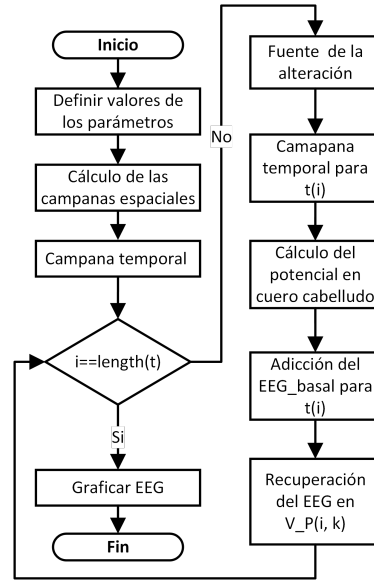 Inicio
Definir valores de
los parámetros
Cálculo de las
campanas espaciales
Campana temporal
i==length(t)
Si
Graficar EEG
Fin
No
Fuente de la
alteración
Camapana
temporal para
t(i)
Cálculo del
potencial en
cuero cabelludo
Adicción del
EEG_basal para
t(i)
Recuperación
del EEG en
V_P(i, k)